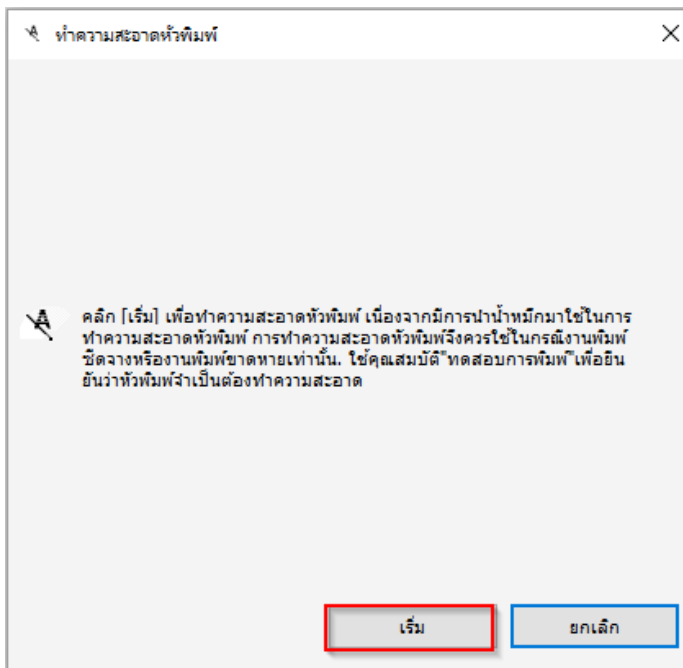 ทำความสะอาดหัวพิมพ์
คลิก [เริ่ม] เพื่อทำความสะอาดหัวพิมพ์ เนื่องจากมีการนำน้ำหมึกมาใช้ในการ
ทำความสะอาดหัวพิมพ์ การทำความสะอาดหัวพิมพ์จึงควรใช้ในกรณีงานพิมพ์
ซีดจางหรืองานพิมพ์ขาดหายเท่านั้น. ใช้คุณสมบัติ"ทดสอบการพิมพ์"เพื่อยืน
ยันว่าหัวพิมพ์จำเป็นต้องทำความสะอาด
เริ่ม
ยกเลิก